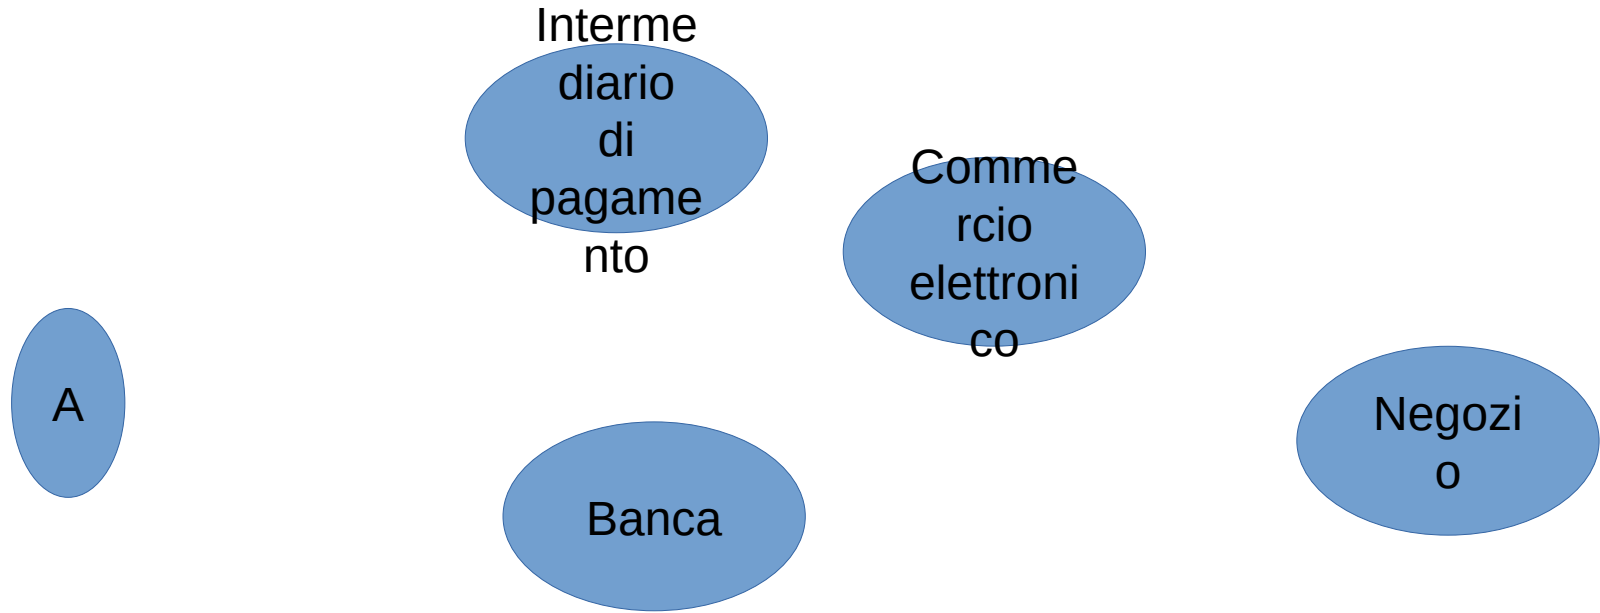 Interme
diario
di
pagame
nto
Comme
rcio
elettroni
co
A
Banca
Negozi
o